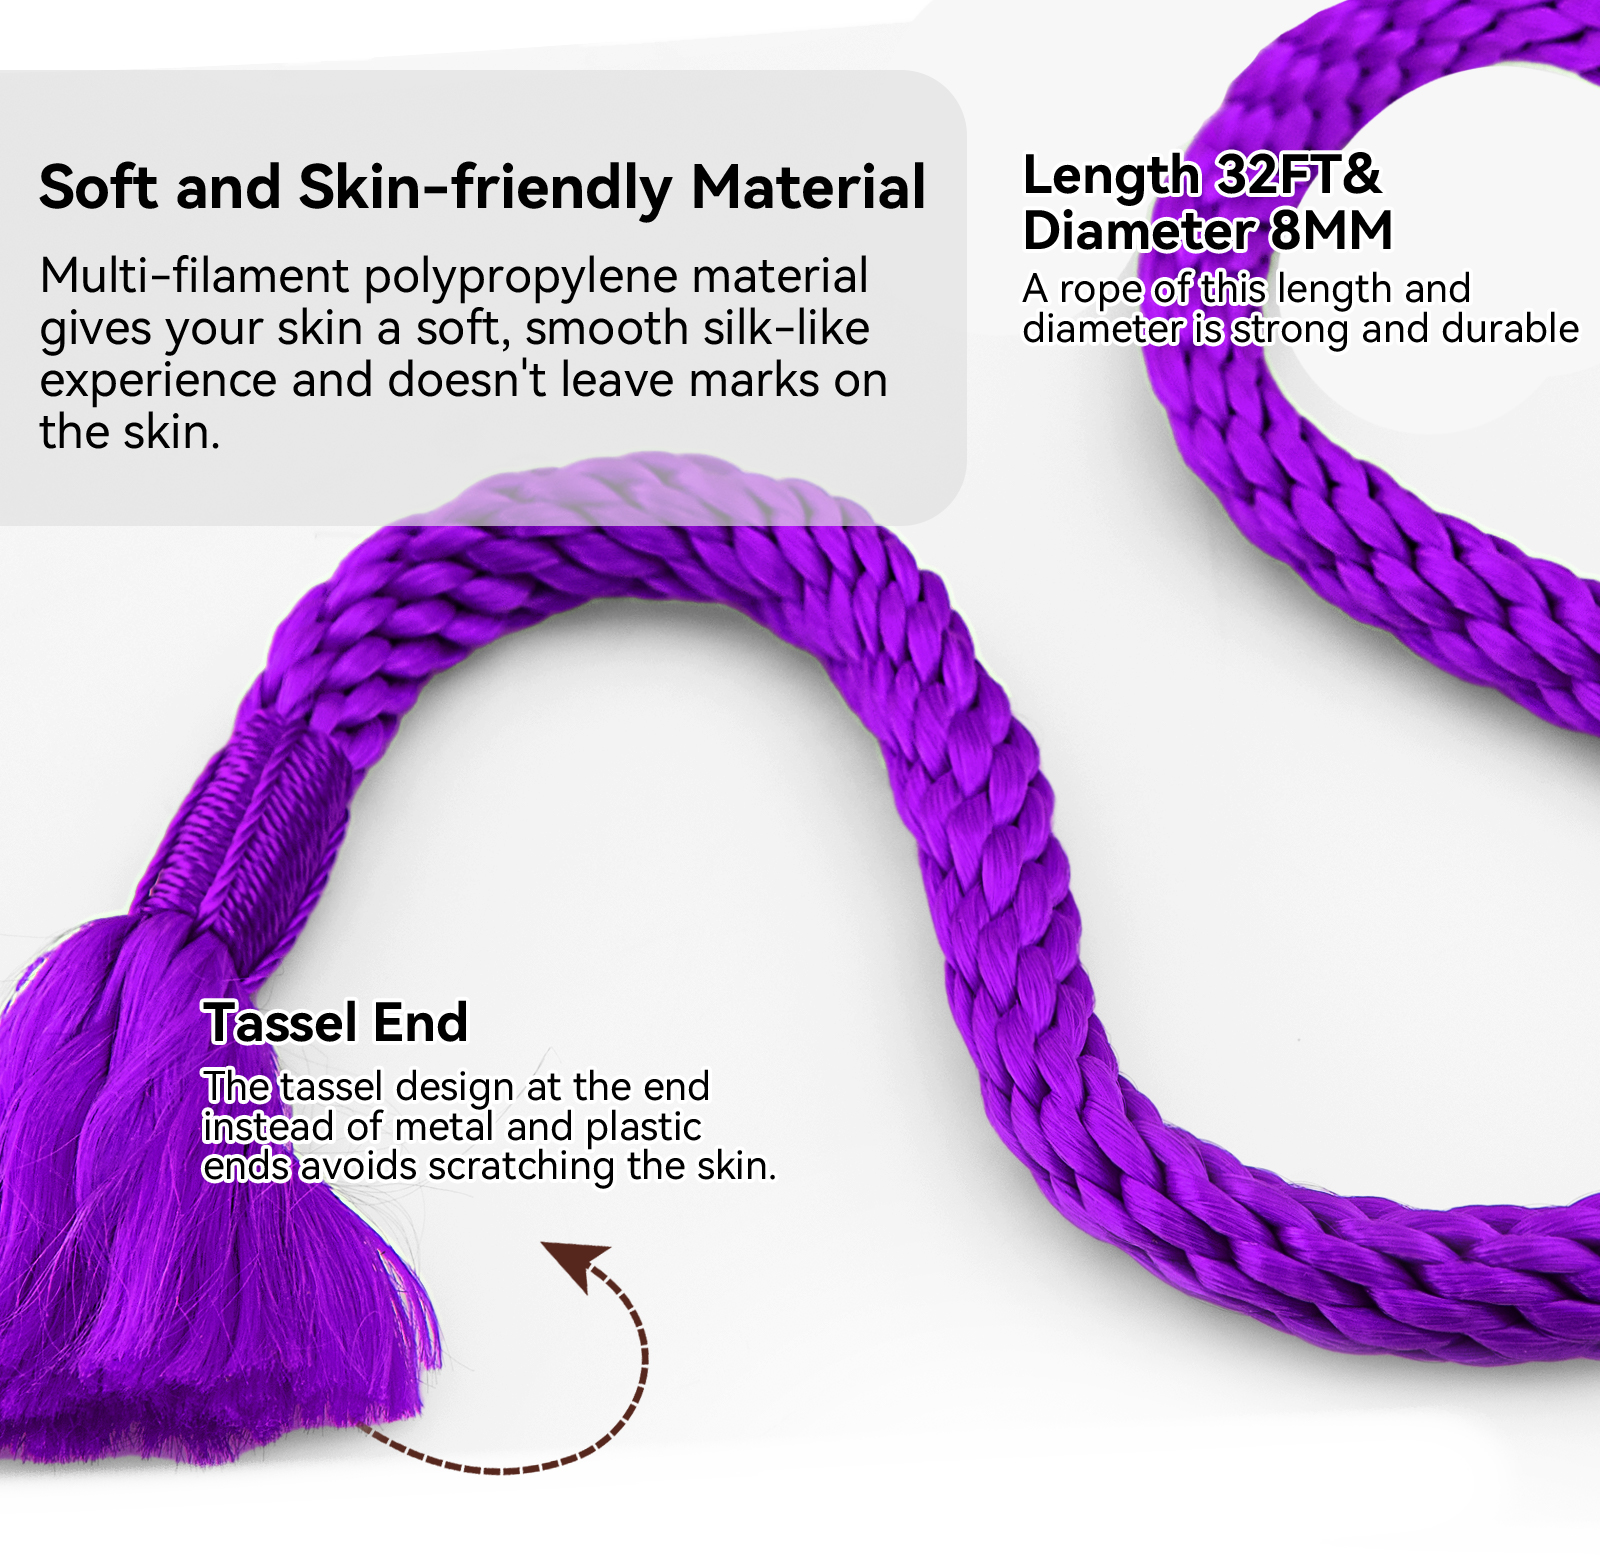 Soft and Skin-friendly Material
Multi-filament polypropylene material
gives your skin a soft, smooth silk-like
experience and doesn't leave marks on
the skin.
Length 32FT&
Diameter 8MM
A rope of this length and
diameter is strong and durable
Tassel End
The tassel design at the end
instead of metal and plastic
ends avoids scratching the skin.